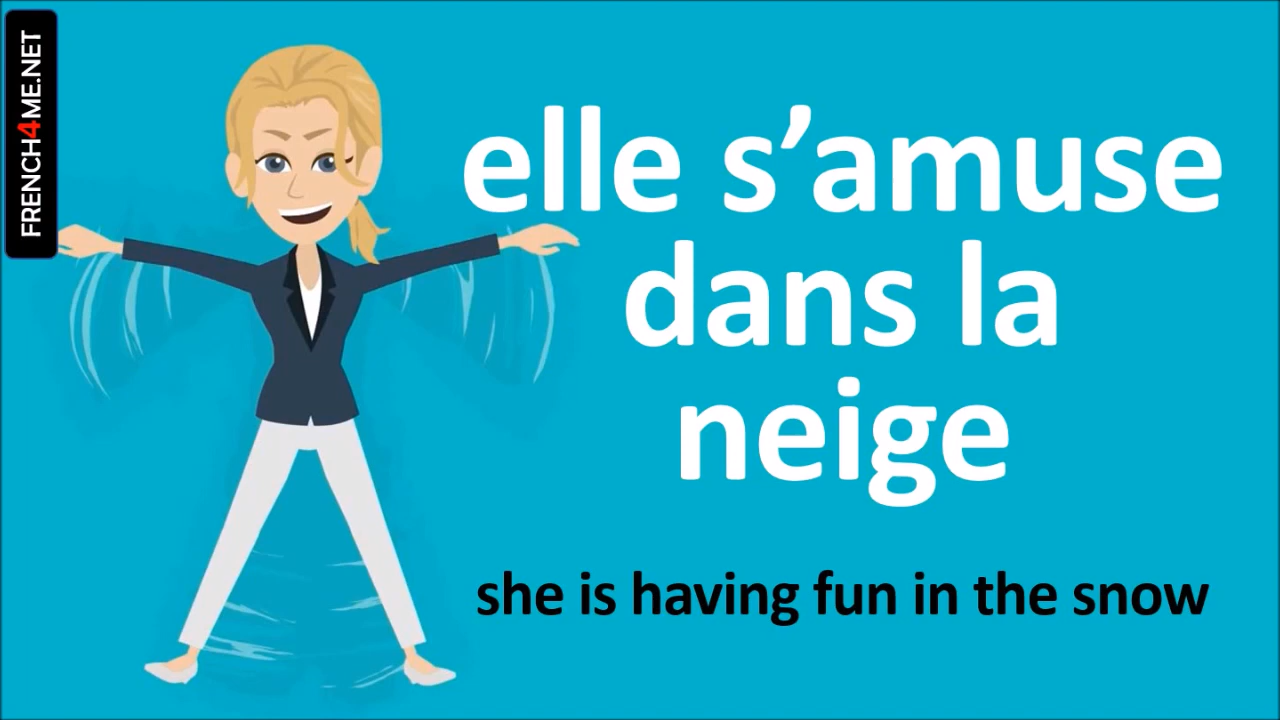 FRENCH4ME.NET
elle s’amuse
dans la
neige
she is having fun in the snow